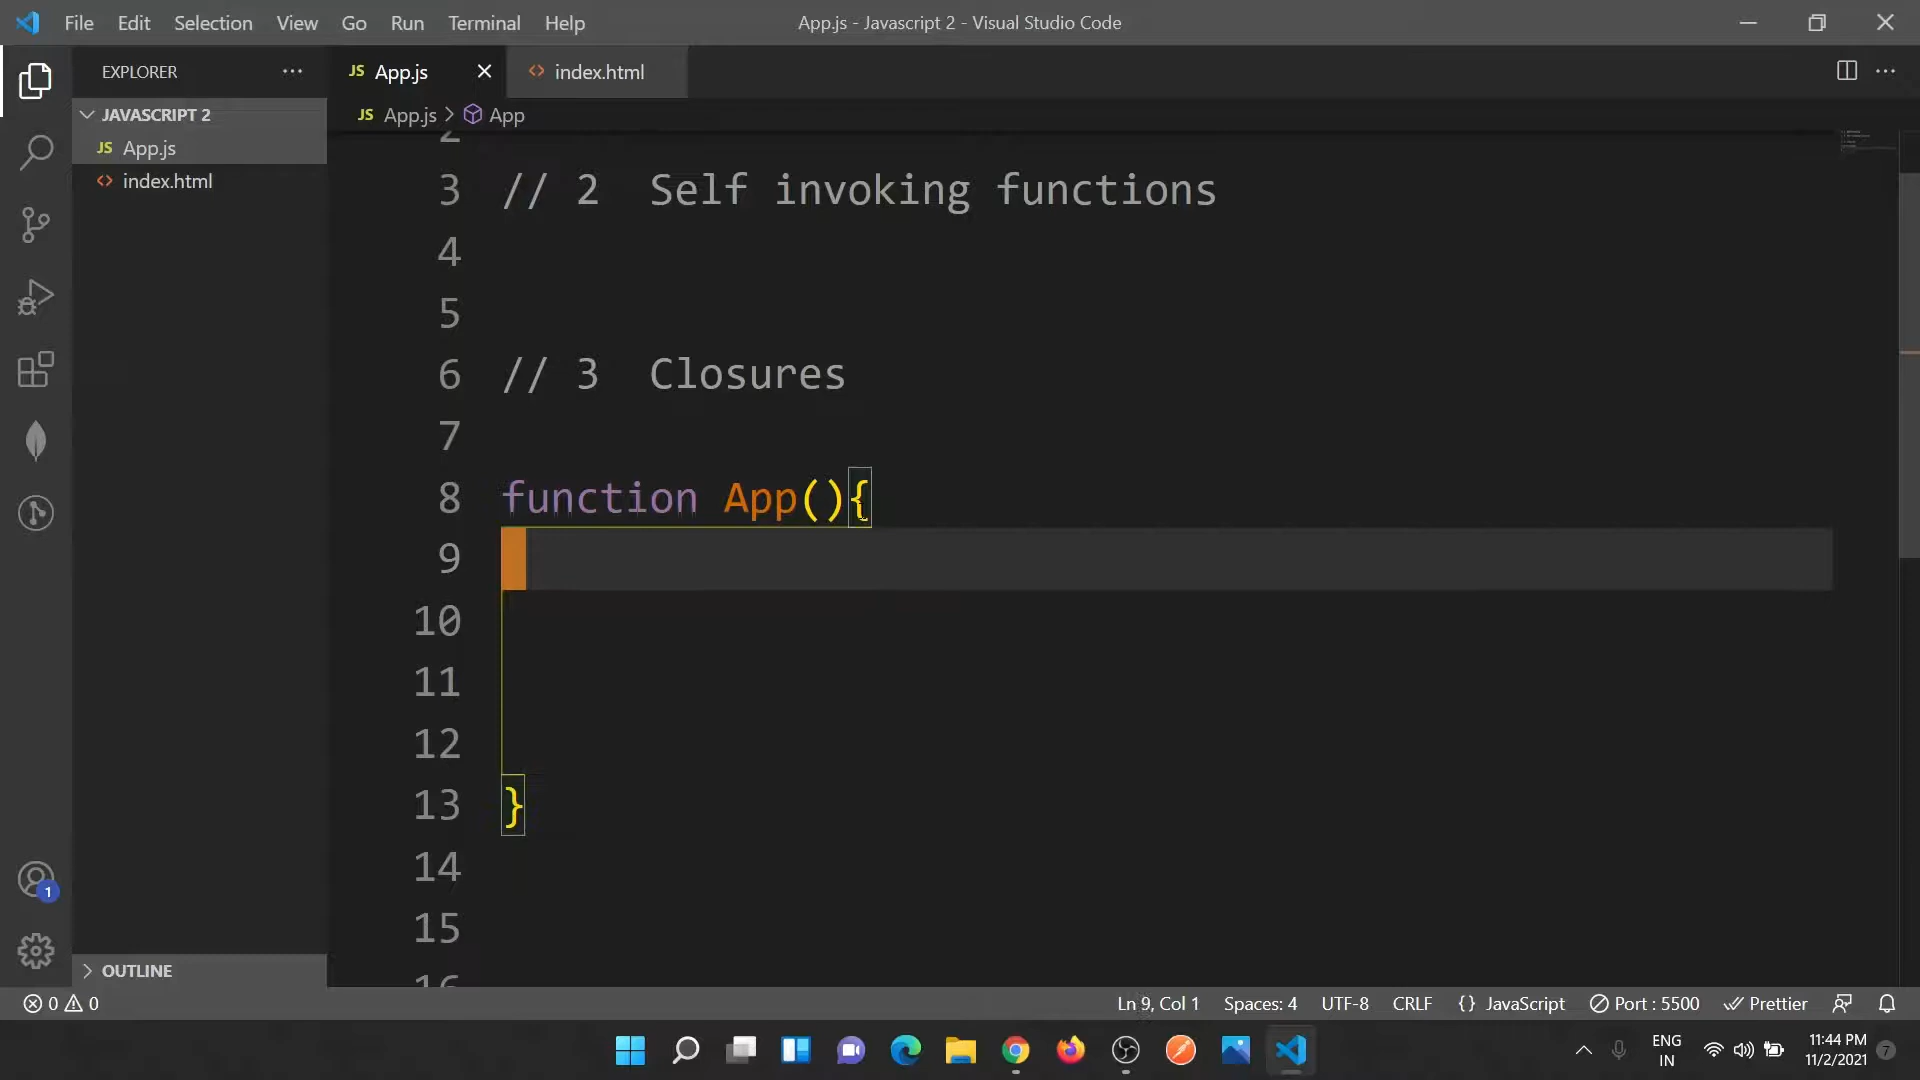 File Edit Selection View Go Run Terminal Help
App.js - Javascript 2 - Visual Studio Code
EXPLORER
JS App.js
index.html
JAVASCRIPT 2
JS App.js
index.html
JS App.js > App
2
3 // 2  Self invoking functions
4
5
6 // 3  Closures
7
8 function App(){
9
10
11
12
13 }
14
15
16
1
OUTLINE
0 0
Ln 9, Col 1 Spaces: 4 UTF-8 CRLF {} JavaScript Port : 5500 Prettier
ENG
IN
11:44 PM
11/2/2021
7